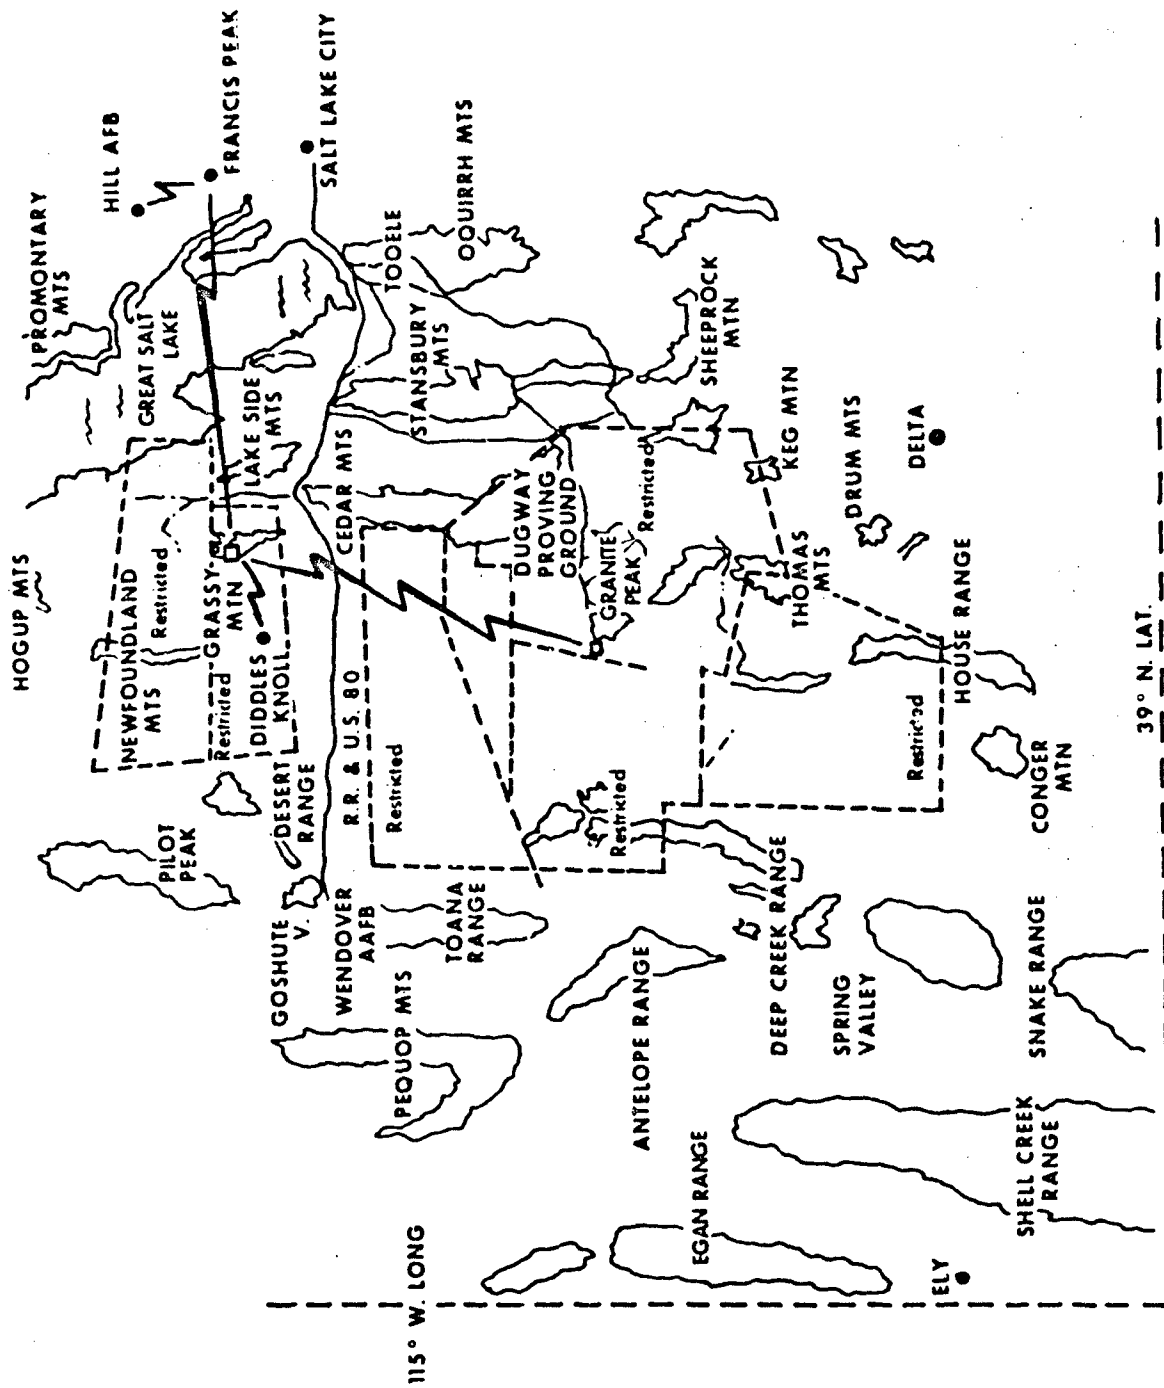 HOGUP MTS
PROMONTARY
MTS
HILL AFB
FRANCIS PEAK
GREAT SALT
LAKE
NEWFOUNDLAND
MTS
Restricted
PILOT
PEAK
Restricted
GRASSY
MTN
LAKE SIDE
MTS
SALT LAKE CITY
DIDDLES
KNOLL
GOSHUTE
V.
DESERT
RANGE
WENDOVER
AAFB
R.R. & U.S. 80
Restricted
CEDAR MTS
TOOELE
STANSBURY
MTS
OQUIRRH MTS
115° W. LONG
PEQUOP MTS
TOANA
RANGE
DUGWAY
PROVING
GROUND
GRANITE
PEAK
Restricted
Restricted
SHEEPROCK
MTN
ANTELOPE RANGE
EGAN RANGE
DEEP CREEK RANGE
THOMAS
MTS
KEG MTN
SPRING
VALLEY
DRUM MTS
DELTA
Restricted
HOUSE RANGE
ELY
SHELL CREEK
RANGE
SNAKE RANGE
CONGER
MTN
39° N. LAT.